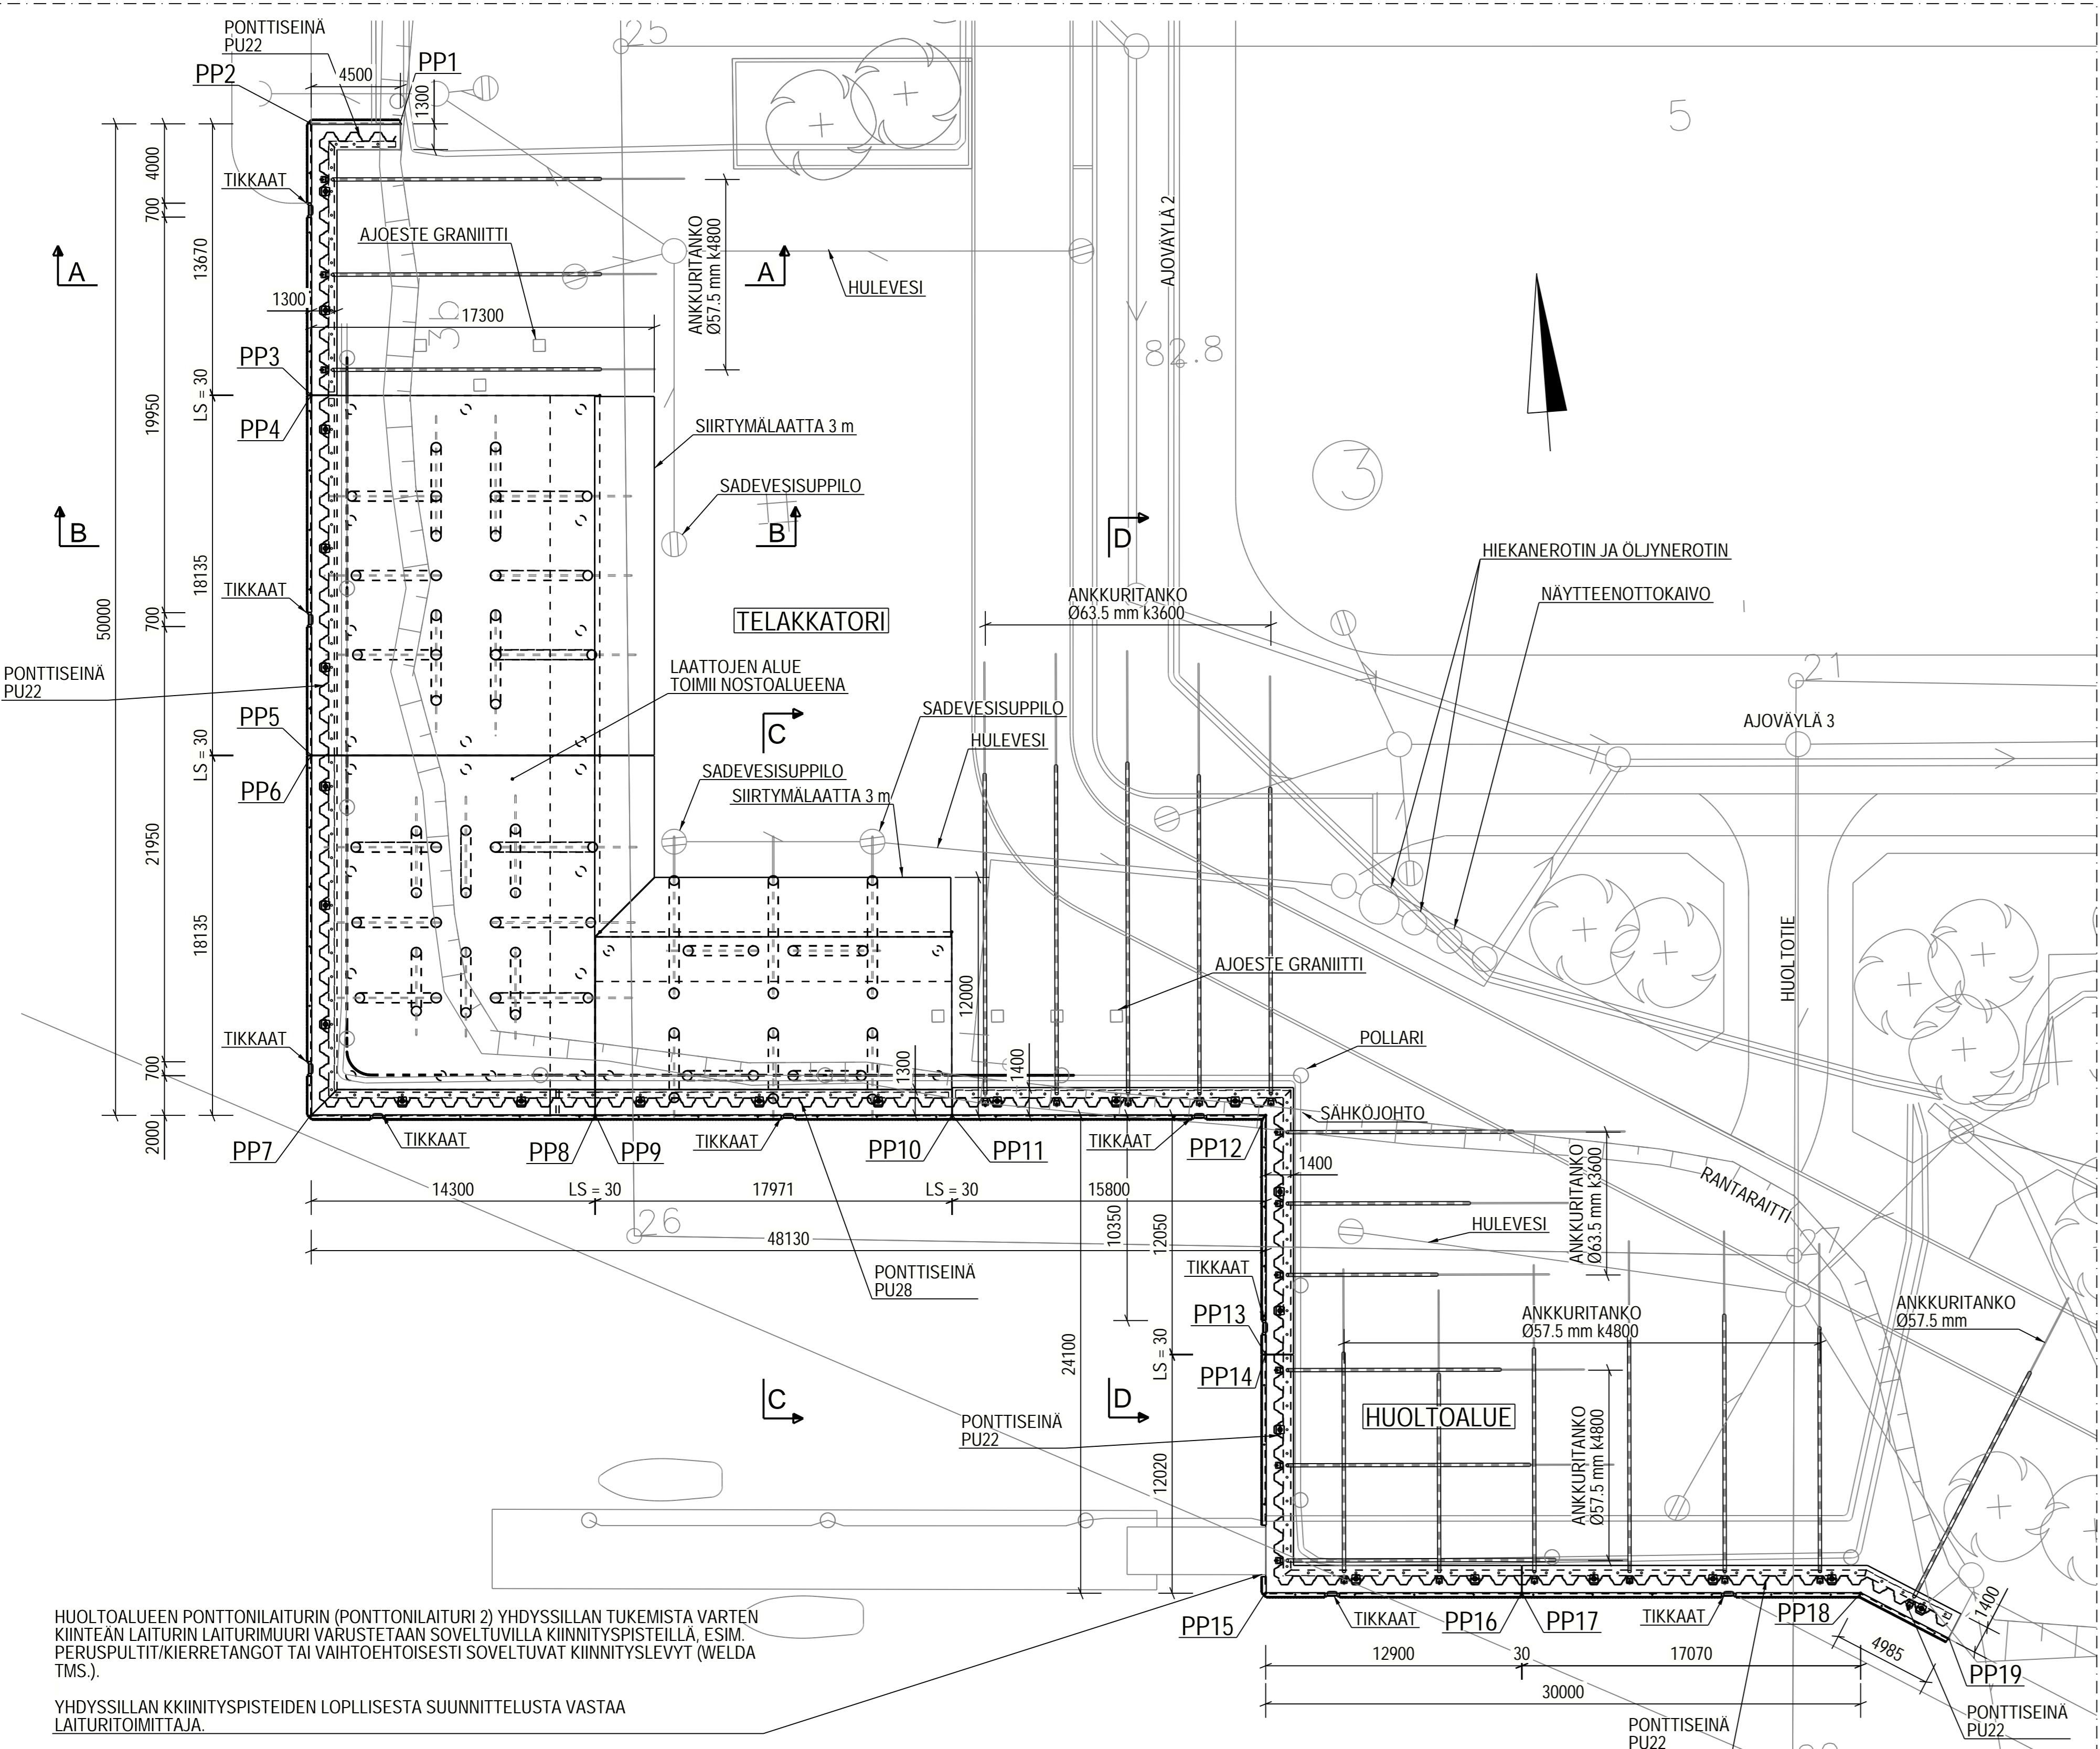 PONTTISEINÄ
PU22
PP2
4500
PP1
1300
25
5
4000
TIKKAAT
700
13670
AJOESTE GRANIITTI
ANKKURITANKO
Ø57.5 mm k4800
AJOVÄYLÄ 2
A
A
HULEVESI
1300
17300
36
82.8
PP3
LS = 30
PP4
19950
SIIRTYMÄLAATTA 3 m
SADEVESISUPPILO
3
B
B
D
HIEKANEROTIN JA ÖLJYNEROTIN
NÄYTTEENOTTOKAIVO
18135
50000
TIKKAAT
700
TELAKKATORI
ANKKURITANKO
Ø63.5 mm k3600
PONTTISEINÄ
PU22
LAATTOJEN ALUE
TOIMII NOSTOALUEENA
21
AJOVÄYLÄ 3
PP5
LS = 30
PP6
C
SADEVESISUPPILO
HULEVESI
SADEVESISUPPILO
SIIRTYMÄLAATTA 3 m
21950
18135
HUOLTOTIE
AJOESTE GRANIITTI
12000
TIKKAAT
700
1300
1400
POLLARI
2000
PP7
TIKKAAT
PP8
PP9
TIKKAAT
PP10
PP11
TIKKAAT
PP12
SÄHKÖJOHTO
1400
RANTARAITTI
14300
LS = 30
17971
LS = 30
15800
ANKKURITANKO
Ø63.5 mm k3600
26
48130
10350
12050
HULEVESI
27
PONTTISEINÄ
PU28
TIKKAAT
PP13
ANKKURITANKO
Ø57.5 mm k4800
ANKKURITANKO
Ø57.5 mm
24100
LS = 30
PP14
C
D
PONTTISEINÄ
PU22
HUOLTOALUE
ANKKURITANKO
Ø57.5 mm k4800
12020
HUOLTOALUEEN PONTTONILAITURIN (PONTTONILAITURI 2) YHDYSSILLAN TUKEMISTA VARTEN
KIINTEÄN LAITURIN LAITURIMUURI VARUSTETAAN SOVELTUVILLA KIINNITYSPISTEILLÄ, ESIM.
PERUSPULTIT/KIERRETANGOT TAI VAIHTOEHTOISESTI SOVELTUVAT KIINNITYSLEVYT (WELDA
TMS.).
YHDYSSILLAN KKIINITYSPISTEIDEN LOPLLISESTA SUUNNITTELUSTA VASTAA
LAITURITOIMITTAJA.
PP15
TIKKAAT
PP16
PP17
TIKKAAT
PP18
1400
4985
PP19
12900
30
17070
30000
PONTTISEINÄ
PU22
PONTTISEINÄ
PU22